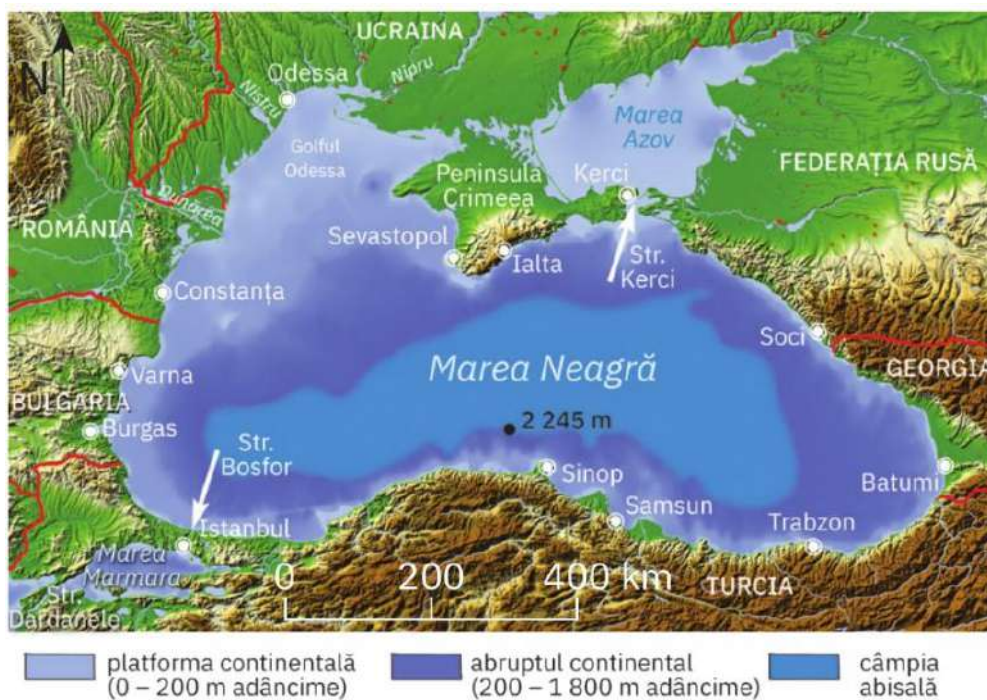 N
UCRAINA
Odessa
Nistru
Nipru
Golful
Odessa
Marea
Azov
Peninsula
Crimeea
Kerci
FEDERAȚIA RUSĂ
Dunărea
ROMÂNIA
Sevastopol
Ialta
Str.
Kerci
Constanța
Soci
Marea Neagră
GEORGIA
Varna
BULGARIA
Burgas
2 245 m
Str.
Bosfor
Sinop
Batumi
Samsun
Istanbul
Trabzon
Marea
Marmara
Str.
Dardanele
0 200 400 km
TURCIA
platforma continentală
(0 – 200 m adâncime)
abruptul continental
(200 – 1 800 m adâncime)
câmpia
abisală